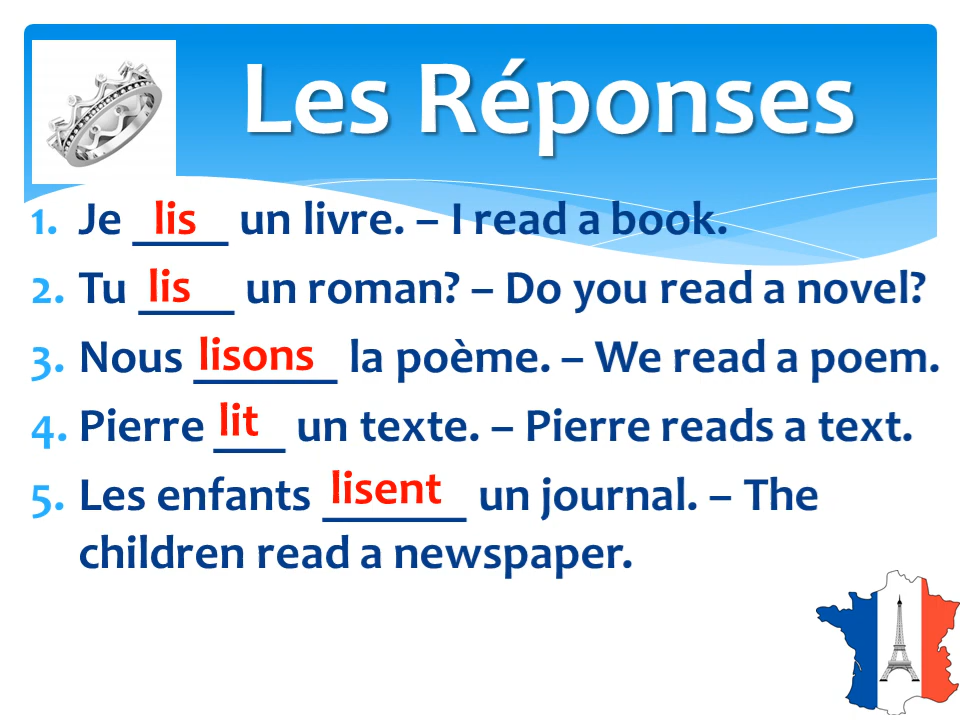 Les Réponses
1. Je lis un livre. – I read a book.
2. Tu lis un roman? – Do you read a novel?
3. Nous lisons la poème. – We read a poem.
4. Pierre lit un texte. – Pierre reads a text.
5. Les enfants lisent un journal. – The
children read a newspaper.